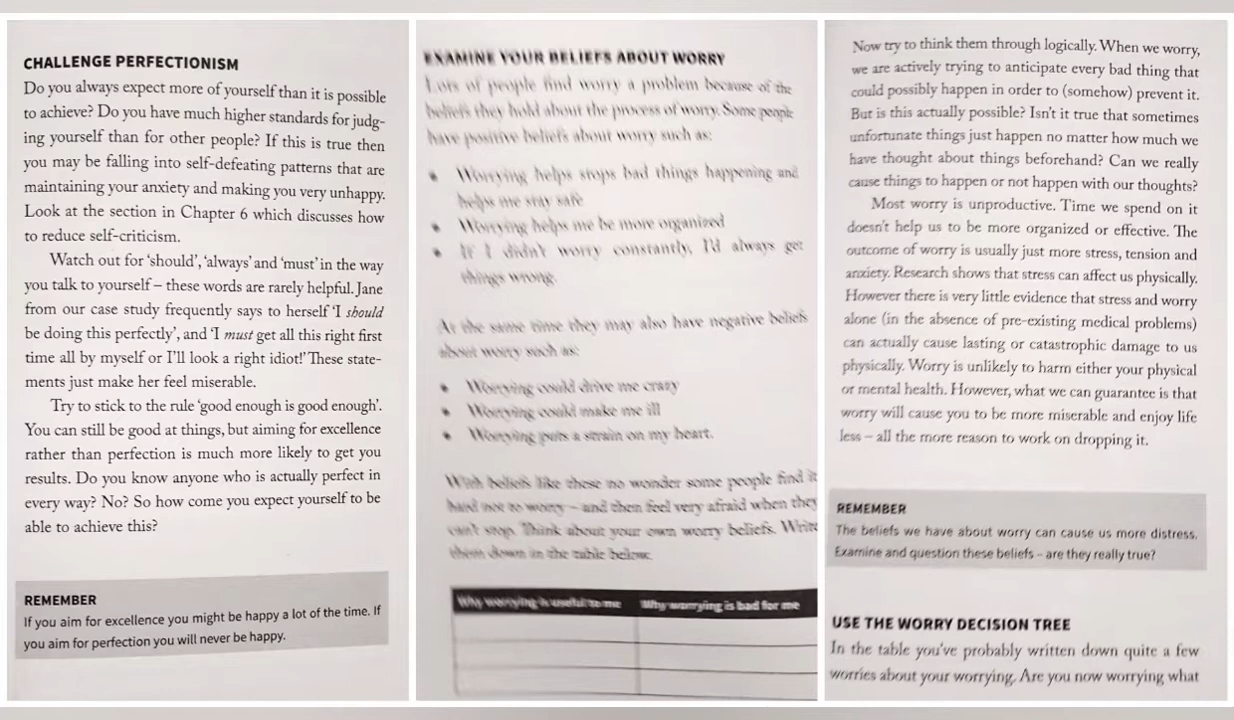 CHALLENGE PERFECTIONISM
Do you always expect more of yourself than it is possible
to achieve? Do you have much higher standards for judg-
ing yourself than for other people? If this is true then
you may be falling into self-defeating patterns that are
maintaining your anxiety and making you very unhappy.
Look at the section in Chapter 6 which discusses how
to reduce self-criticism.
Watch out for ‘should’, ‘always’ and ‘must’ in the way
you talk to yourself – these words are rarely helpful. Jane
from our case study frequently says to herself ‘I should
be doing this perfectly’, and ‘I must get all this right first
time all by myself or I’ll look a right idiot!’ These state-
ments just make her feel miserable.
Try to stick to the rule ‘good enough is good enough’.
You can still be good at things, but aiming for excellence
rather than perfection is much more likely to get you
results. Do you know anyone who is actually perfect in
every way? No? So how come you expect yourself to be
able to achieve this?
REMEMBER
If you aim for excellence you might be happy a lot of the time. If
you aim for perfection you will never be happy.
EXAMINE YOUR BELIEFS ABOUT WORRY
Lots of people find worry a problem because of the
beliefs they hold about the process of worry. Some people
have positive beliefs about worry such as:
• Worrying helps stops bad things happening and
helps me stay safe
• Worrying helps me be more organized
• If I didn’t worry constantly, I’d always get
things wrong.
At the same time they may also have negative beliefs
about worry such as:
• Worrying could drive me crazy
• Worrying could make me ill
• Worrying puts a strain on my heart.
With beliefs like these no wonder some people find it
hard not to worry – and then feel very afraid when they
can’t stop. Think about your own worry beliefs. Write
them down in the table below.
Why worrying is useful to me Why worrying is bad for me
Now try to think them through logically. When we worry,
we are actively trying to anticipate every bad thing that
could possibly happen in order to (somehow) prevent it.
But is this actually possible? Isn’t it true that sometimes
unfortunate things just happen no matter how much we
have thought about things beforehand? Can we really
cause things to happen or not happen with our thoughts?
Most worry is unproductive. Time we spend on it
doesn’t help us to be more organized or effective. The
outcome of worry is usually just more stress, tension and
anxiety. Research shows that stress can affect us physically.
However there is very little evidence that stress and worry
alone (in the absence of pre-existing medical problems)
can actually cause lasting or catastrophic damage to us
physically. Worry is unlikely to harm either your physical
or mental health. However, what we can guarantee is that
worry will cause you to be more miserable and enjoy life
less – all the more reason to work on dropping it.
REMEMBER
The beliefs we have about worry can cause us more distress.
Examine and question these beliefs – are they really true?
USE THE WORRY DECISION TREE
In the table you’ve probably written down quite a few
worries about your worrying. Are you now worrying what